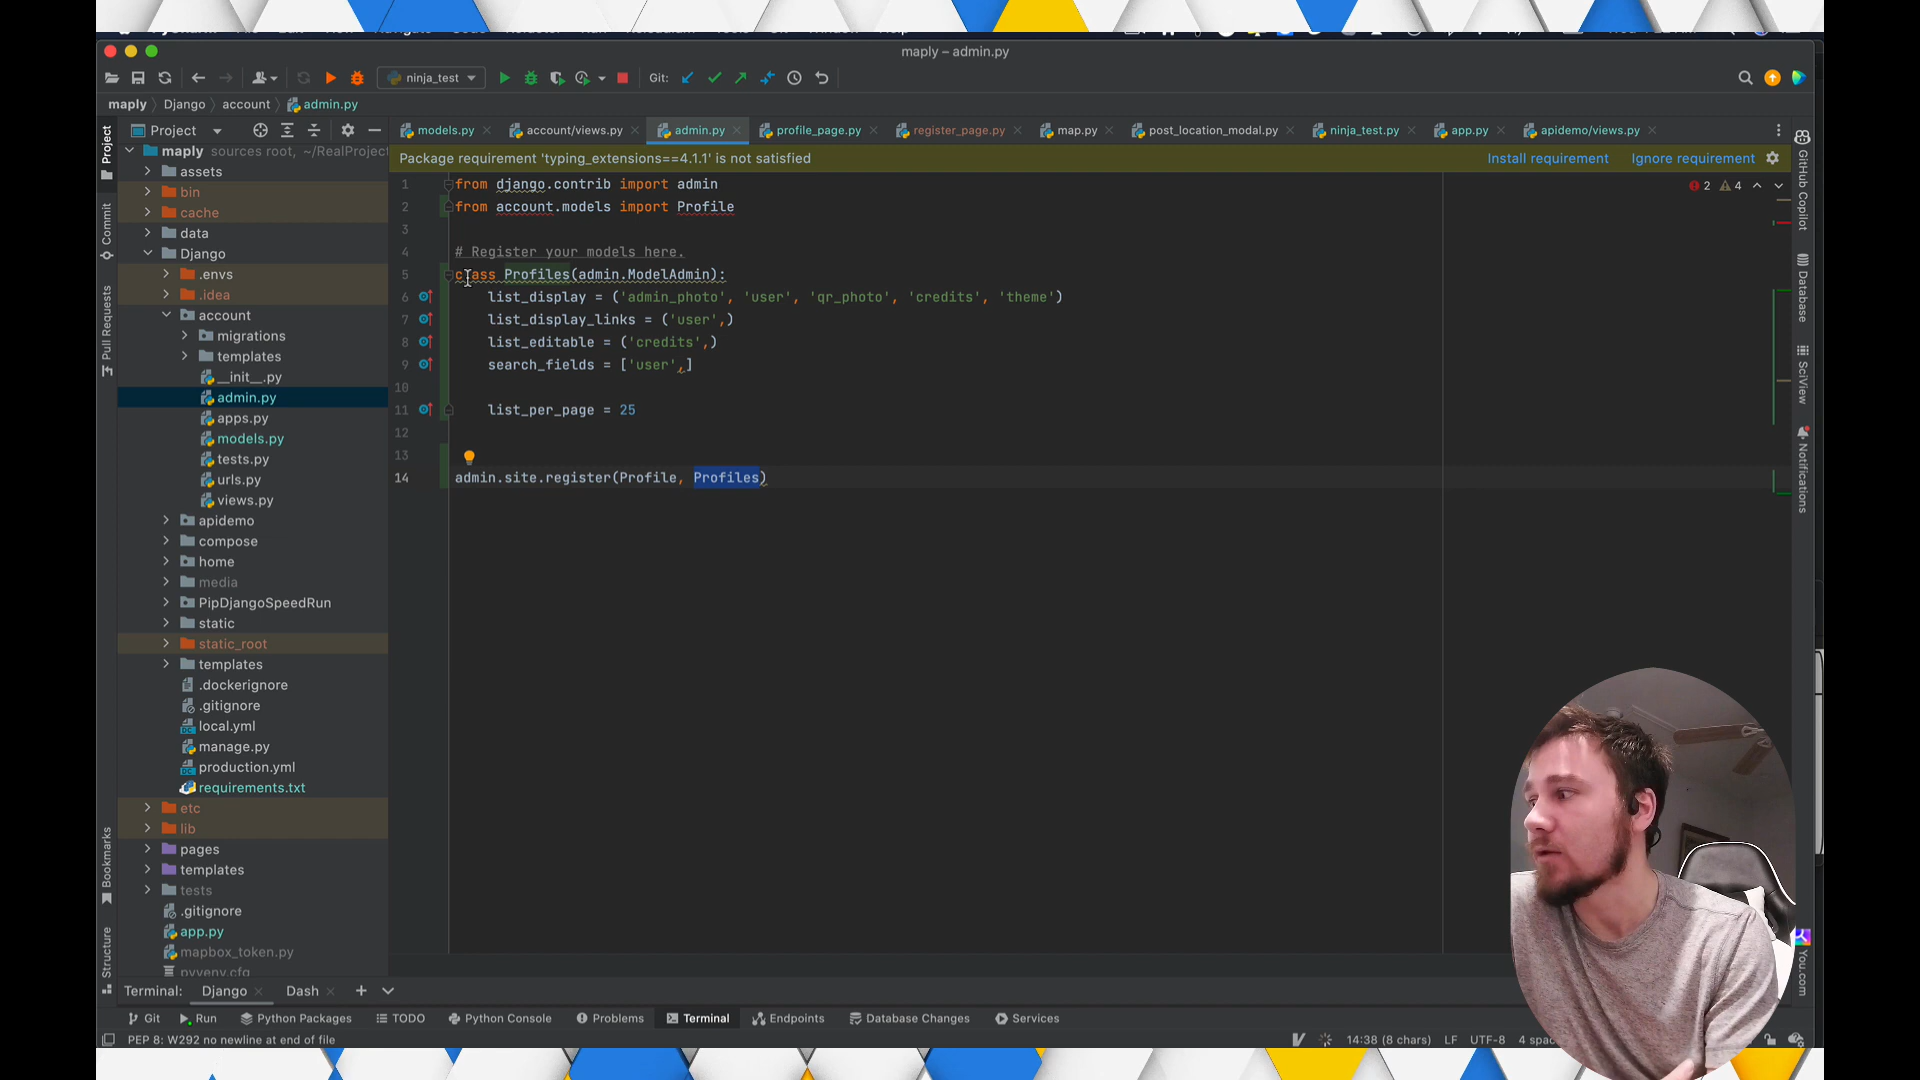 maply – admin.py
ninja_test
Git:
maply
Django
account
admin.py
Project
models.py
account/views.py
admin.py
profile_page.py
register_page.py
map.py
post_location_modal.py
ninja_test.py
app.py
apidemo/views.py
Package requirement 'typing_extensions==4.1.1' is not satisfied
Install requirement
Ignore requirement
2
4
maply sources root, ~/RealProject
assets
bin
cache
data
Django
.envs
.idea
account
migrations
templates
__init__.py
admin.py
apps.py
models.py
tests.py
urls.py
views.py
apidemo
compose
home
media
PipDjangoSpeedRun
static
static_root
templates
.dockerignore
.gitignore
local.yml
manage.py
production.yml
requirements.txt
etc
lib
pages
templates
tests
.gitignore
app.py
mapbox_token.py
pyvenv.cfg
1 from django.contrib import admin
2 from account.models import Profile
3
4 # Register your models here.
5 class Profiles(admin.ModelAdmin):
6 list_display = ('admin_photo', 'user', 'qr_photo', 'credits', 'theme')
7 list_display_links = ('user',)
8 list_editable = ('credits',)
9 search_fields = ['user',]
10
11 list_per_page = 25
12
13
14 admin.site.register(Profile, Profiles)
Project
Commit
Pull Requests
Bookmarks
Structure
GitHub Copilot
Database
SciView
Notifications
You.com
Terminal:
Django
Dash
Git
Run
Python Packages
TODO
Python Console
Problems
Terminal
Endpoints
Database Changes
Services
PEP 8: W292 no newline at end of file
14:38 (8 chars)
LF
UTF-8